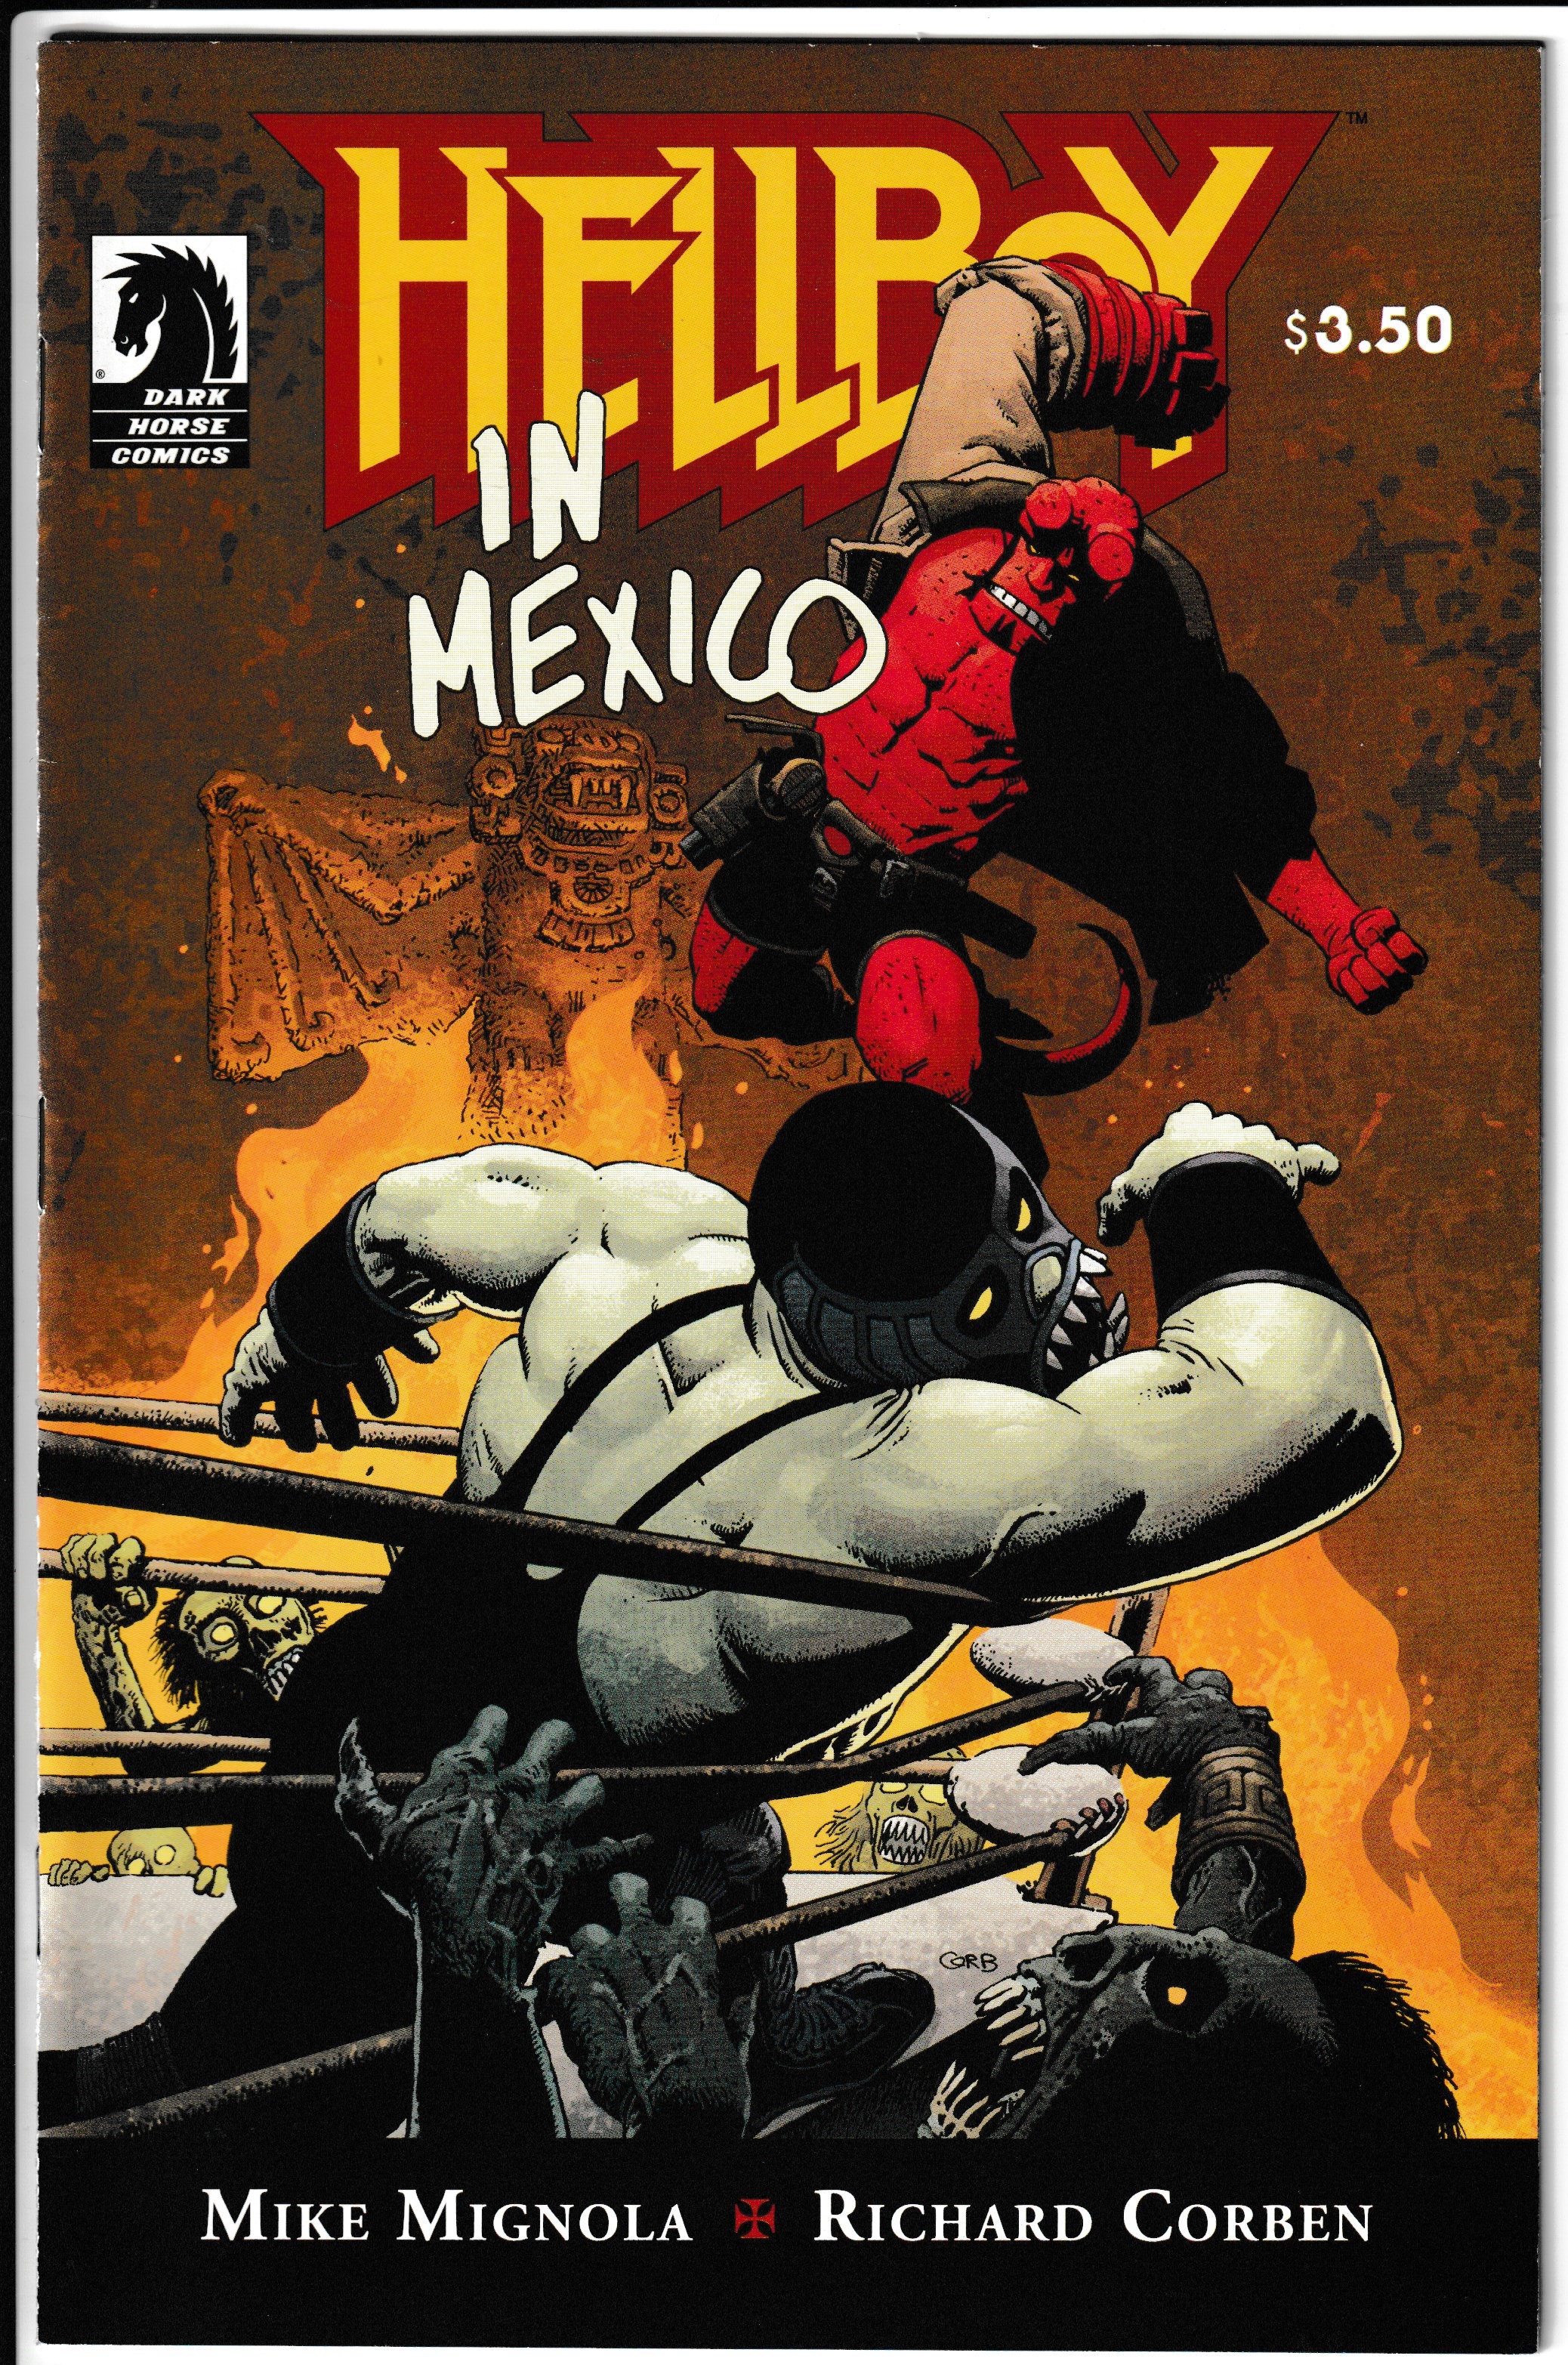 HELLBOY
™
$3.50
IN
MEXICO
®
DARK
HORSE
COMICS
CORB
MIKE MIGNOLA RICHARD CORBEN